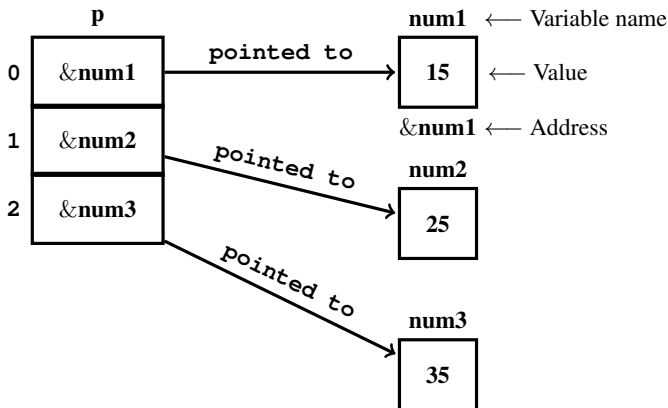 p
num1 ⟵ Variable name
0 &num1 pointed to 15 ⟵ Value
&num1 ⟵ Address
1 &num2 pointed to num2
25
2 &num3 pointed to
num3
35